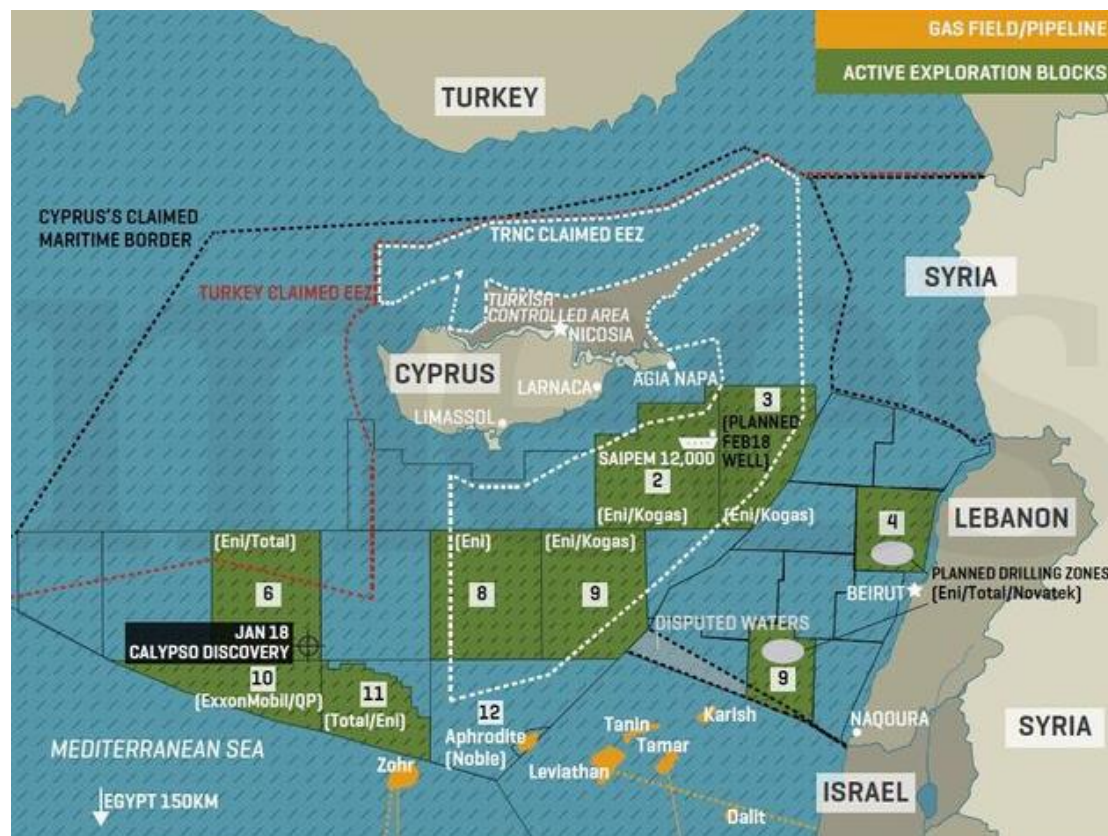 GAS FIELD/PIPELINE
ACTIVE EXPLORATION BLOCKS
TURKEY
CYPRUS'S CLAIMED
MARITIME BORDER
TRNC CLAIMED EEZ
TURKEY CLAIMED EEZ
SYRIA
TURKISH
CONTROLLED AREA
NICOSIA
CYPRUS
LARNACA
AGIA NAPA
LIMASSOL
3
(PLANNED
FEB18
WELL)
SAIPEM 12,000
2
(Eni/Kogas)
(Eni/Kogas)
4
LEBANON
(Eni/Total)
(Eni)
(Eni/Kogas)
6
8
9
BEIRUT
PLANNED DRILLING ZONES
(Eni/Total/Novatek)
JAN 18
CALYPSO DISCOVERY
DISPUTED WATERS
9
10
(ExxonMobil/QP)
11
(Total/Eni)
12
Aphrodite
(Noble)
Tanin
Karish
Tamar
Leviathan
NAQOURA
SYRIA
MEDITERRANEAN SEA
Zohr
EGYPT 150KM
ISRAEL
Dalit